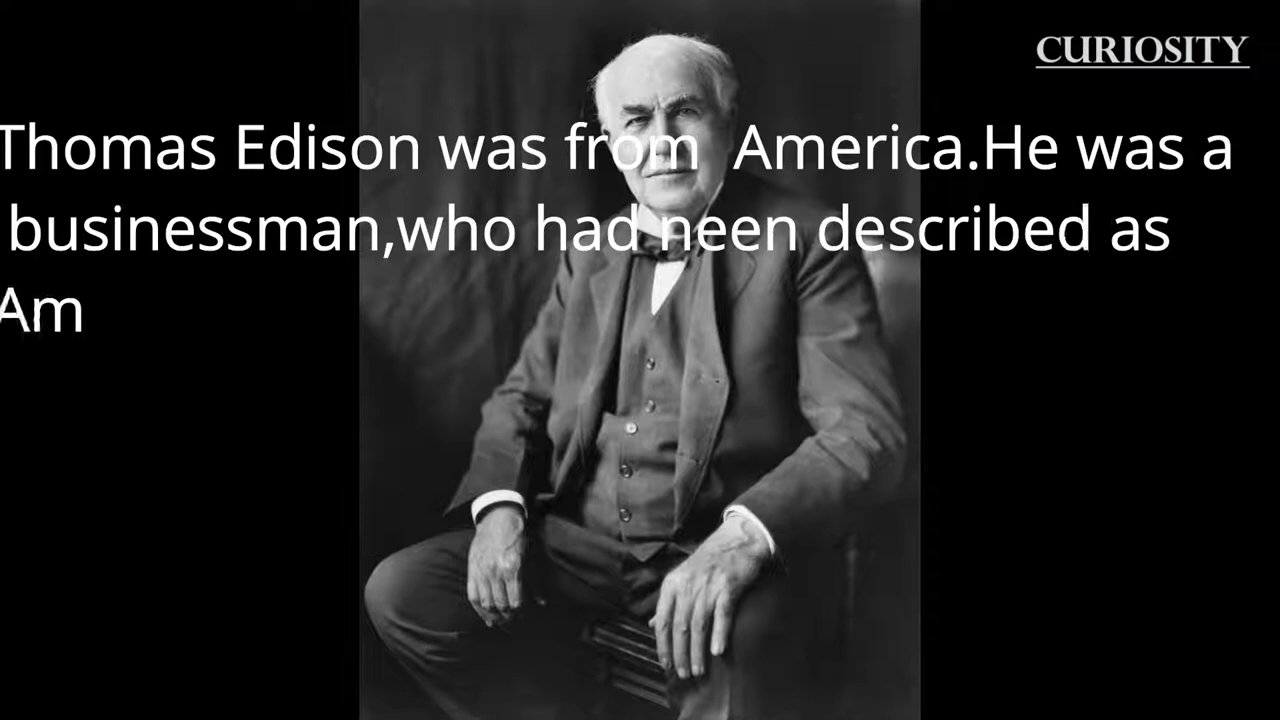 CURIOSITY
Thomas Edison was from  America.He was a
businessman,who had neen described as
Am